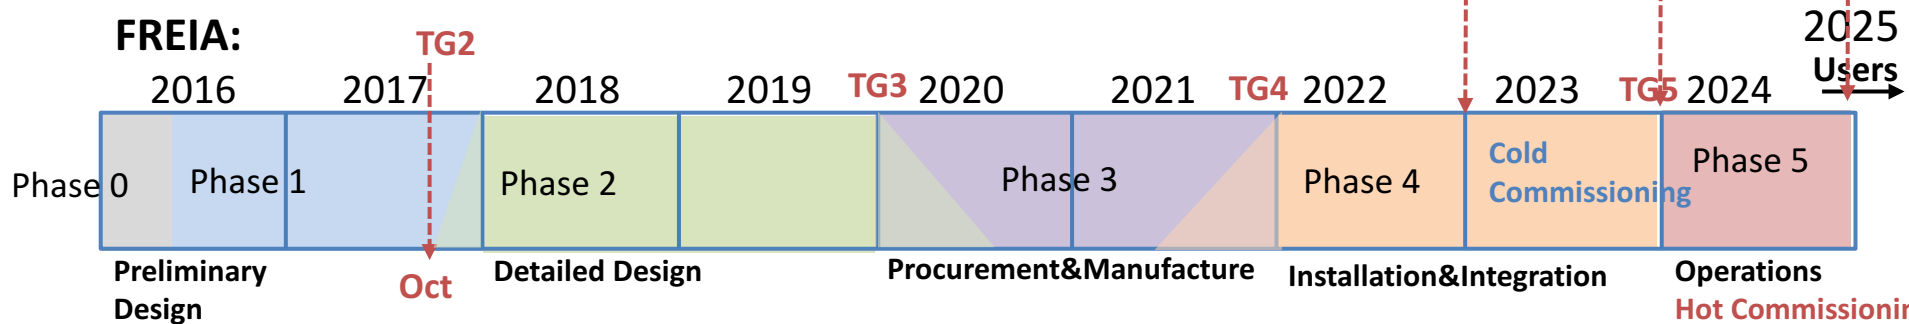 FREIA:
TG2
2025
2016 2017 2018 2019 TG3 2020 2021 TG4 2022 2023 TG5 2024
Users
Phase 0
Phase 1
Phase 2
Phase 3
Phase 4
Cold
Commissioning
Phase 5
Preliminary
Design
Oct
Detailed Design
Procurement&Manufacture
Installation&Integration
Operations
Hot Commissionin